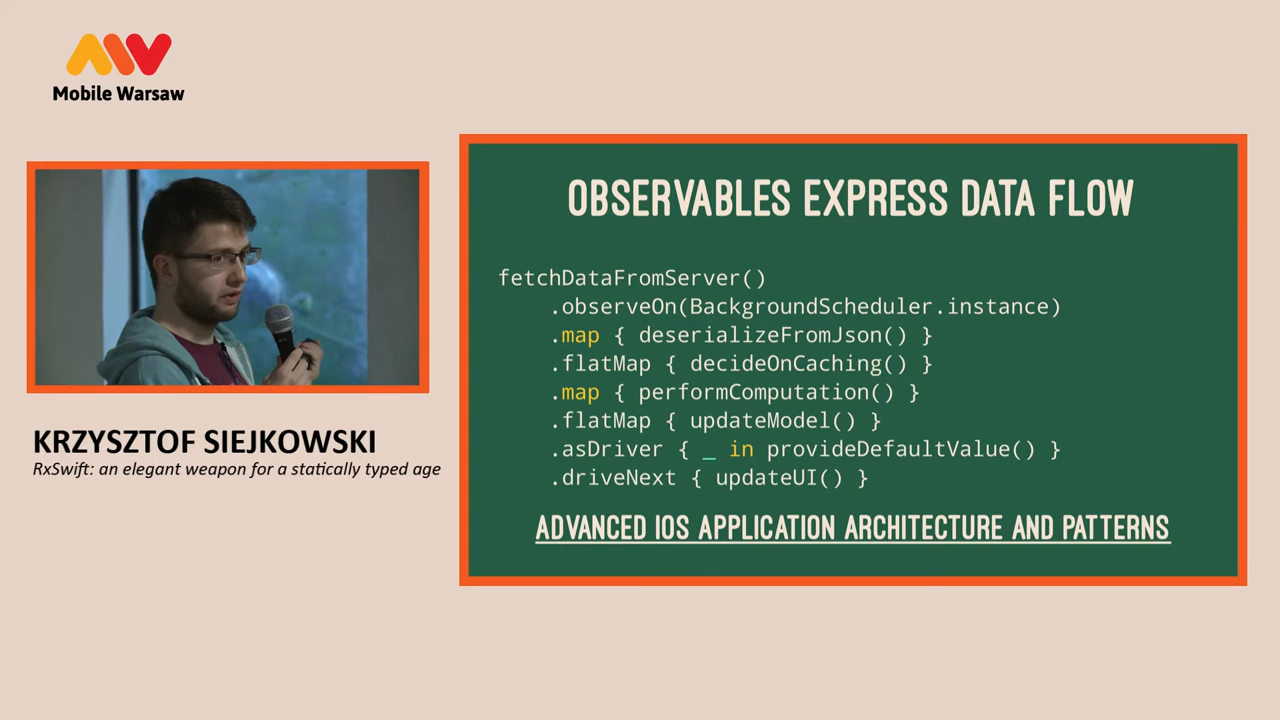 Mobile Warsaw
KRZYSZTOF SIEJKOWSKI
RxSwift: an elegant weapon for a statically typed age
OBSERVABLES EXPRESS DATA FLOW
fetchDataFromServer()
    .observeOn(BackgroundScheduler.instance)
    .map { deserializeFromJson() }
    .flatMap { decideOnCaching() }
    .map { performComputation() }
    .flatMap { updateModel() }
    .asDriver { _ in provideDefaultValue() }
    .driveNext { updateUI() }
ADVANCED IOS APPLICATION ARCHITECTURE AND PATTERNS